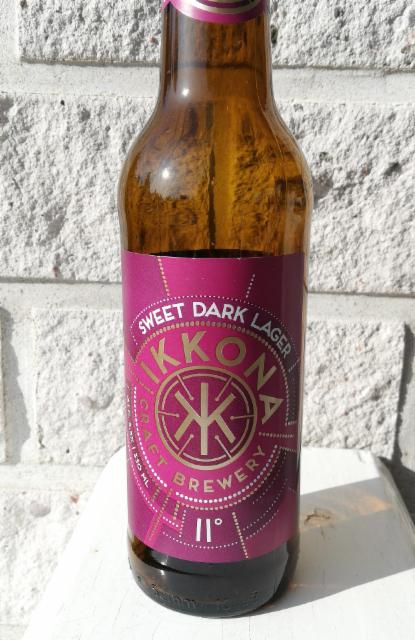 SWEET DARK LAGER
IKKONA
CRAFT BREWERY
11°